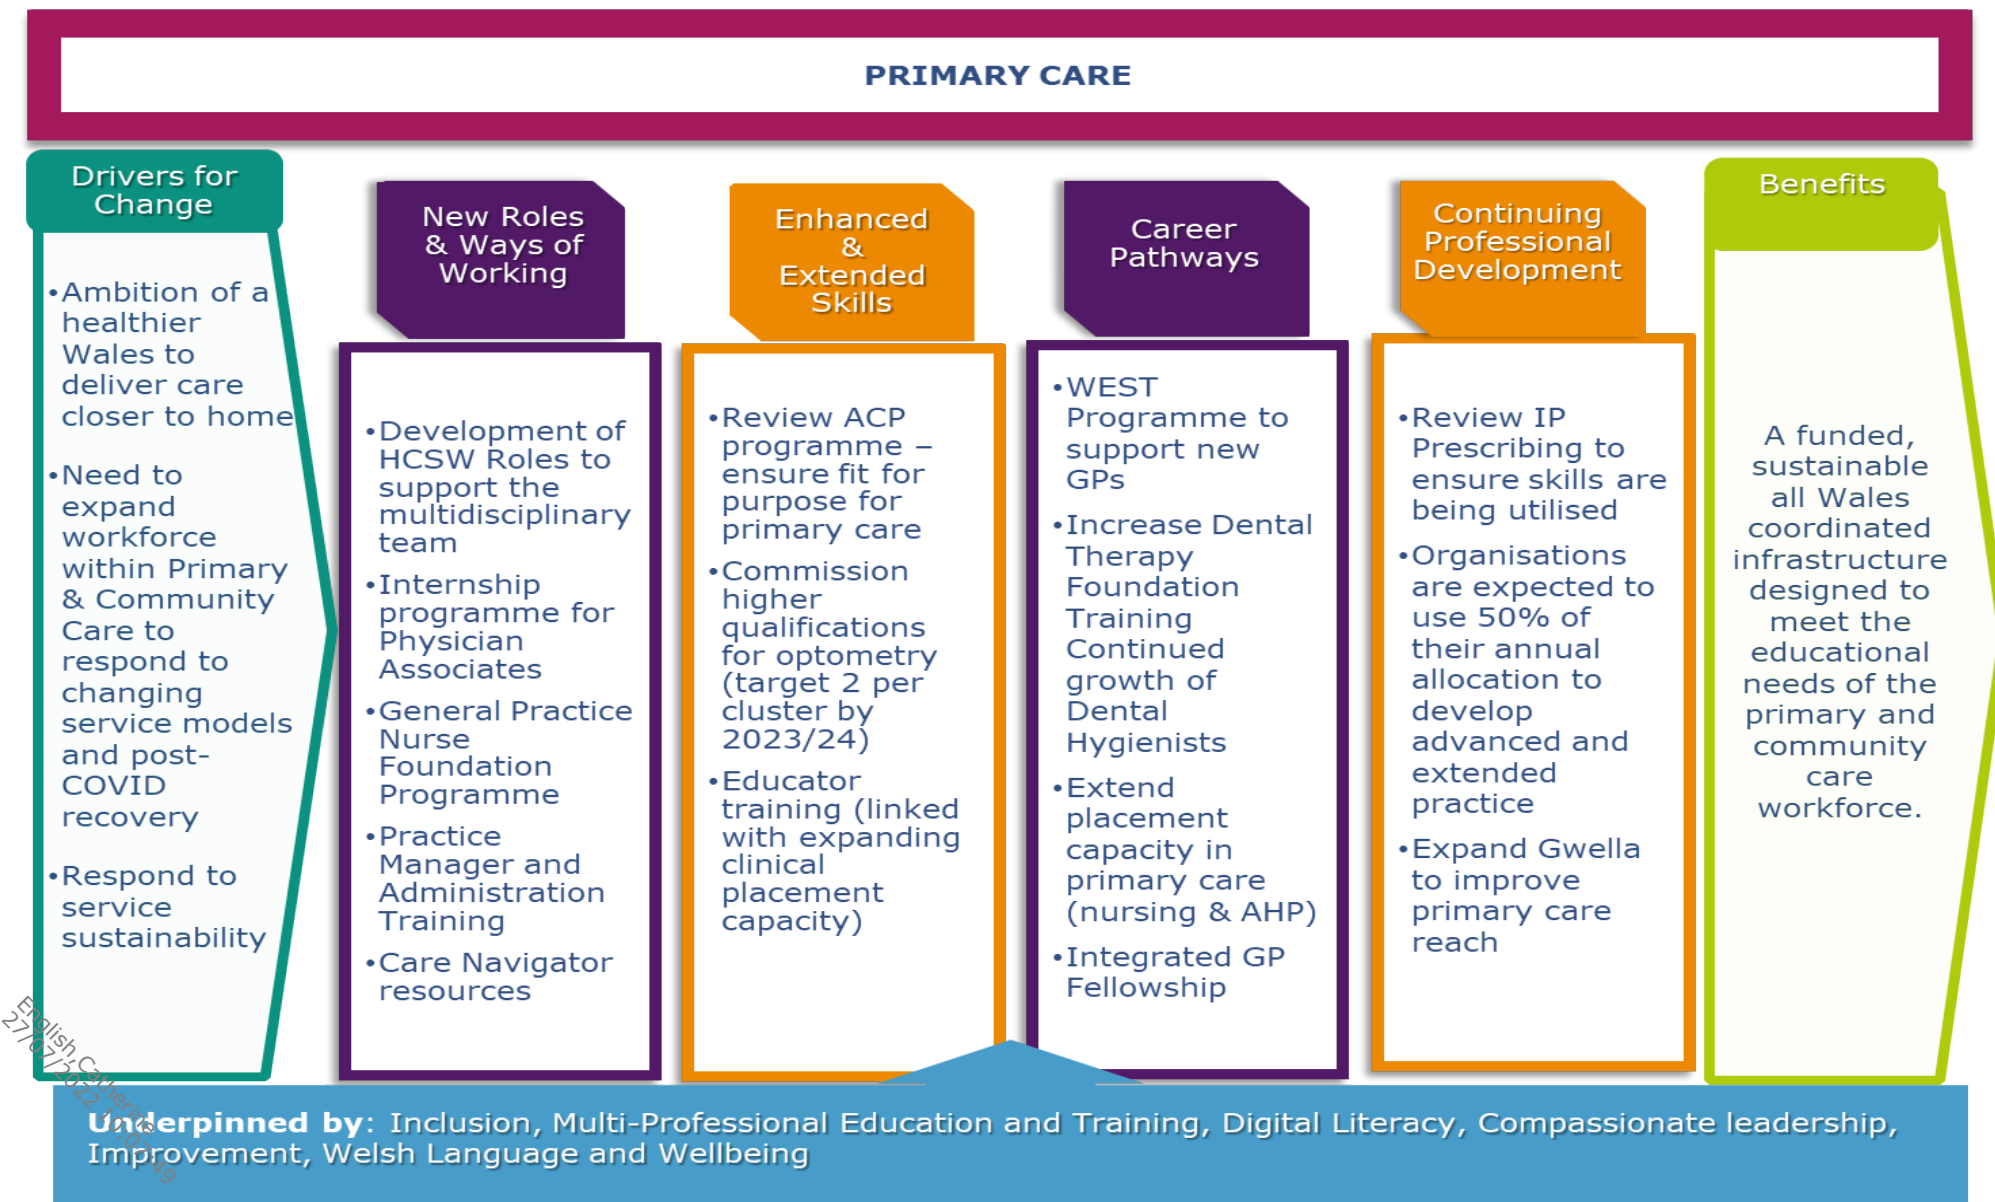 PRIMARY CARE
Drivers for
Change
•Ambition of a
healthier
Wales to
deliver care
closer to home
•Need to
expand
workforce
within Primary
& Community
Care to
respond to
changing
service models
and post-
COVID
recovery
•Respond to
service
sustainability
New Roles
& Ways of
Working
•Development of
HCSW Roles to
support the
multidisciplinary
team
•Internship
programme for
Physician
Associates
•General Practice
Nurse
Foundation
Programme
•Practice
Manager and
Administration
Training
•Care Navigator
resources
Enhanced
&
Extended
Skills
•Review ACP
programme –
ensure fit for
purpose for
primary care
•Commission
higher
qualifications
for optometry
(target 2 per
cluster by
2023/24)
•Educator
training (linked
with expanding
clinical
placement
capacity)
Career
Pathways
•WEST
Programme to
support new
GPs
•Increase Dental
Therapy
Foundation
Training
Continued
growth of
Dental
Hygienists
•Extend
placement
capacity in
primary care
(nursing & AHP)
•Integrated GP
Fellowship
Continuing
Professional
Development
•Review IP
Prescribing to
ensure skills are
being utilised
•Organisations
are expected to
use 50% of
their annual
allocation to
develop
advanced and
extended
practice
•Expand Gwella
to improve
primary care
reach
Benefits
A funded,
sustainable
all Wales
coordinated
infrastructure
designed to
meet the
educational
needs of the
primary and
community
care
workforce.
Underpinned by: Inclusion, Multi-Professional Education and Training, Digital Literacy, Compassionate leadership,
Improvement, Welsh Language and Wellbeing
English,Catherine
27/07/2022